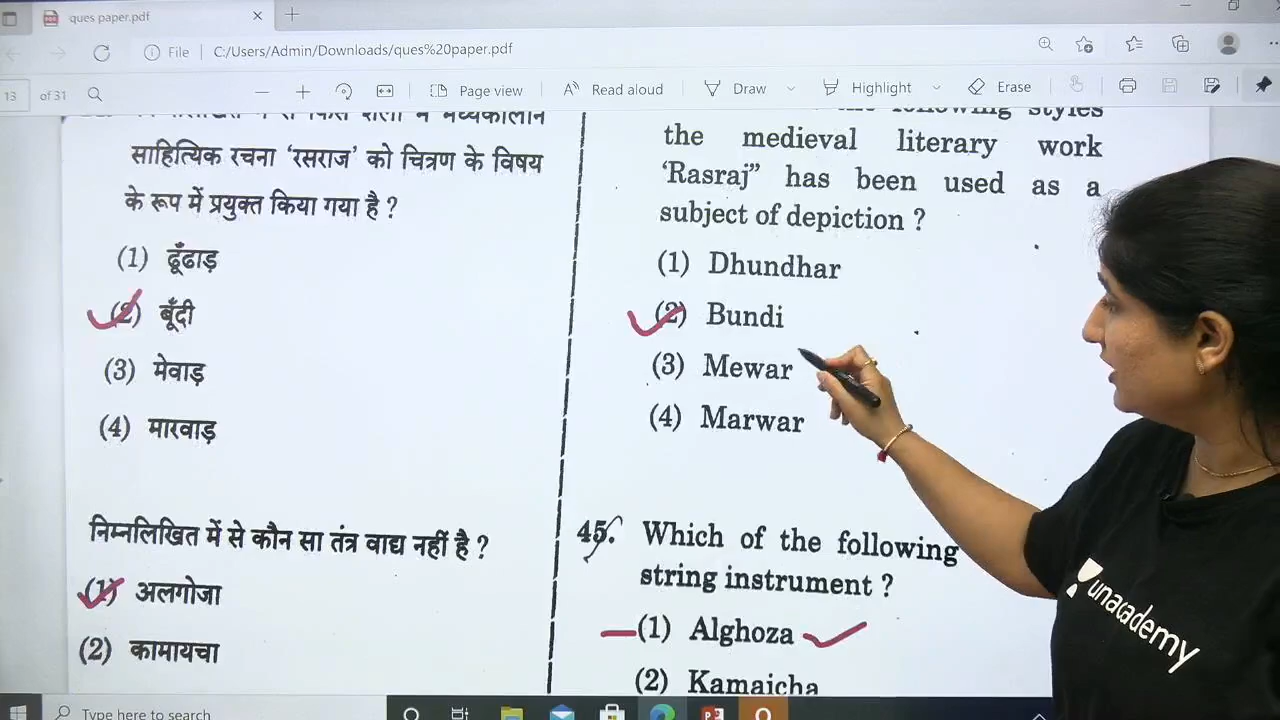 ques paper.pdf
File C:/Users/Admin/Downloads/ques%20paper.pdf
13 of 31
Page view
Read aloud
Draw
Highlight
Erase
साहित्यिक रचना ‘रसराज’ को चित्रण के विषय
के रूप में प्रयुक्त किया गया है ?
(1) ढूँढाड़
(2) बूँदी
(3) मेवाड़
(4) मारवाड़
निम्नलिखित में से कौन सा तंत्र वाद्य नहीं है ?
(1) अलगोजा
(2) कामायचा
the following styles
the medieval literary work
‘Rasraj” has been used as a
subject of depiction ?
(1) Dhundhar
(2) Bundi
(3) Mewar
(4) Marwar
45. Which of the following
string instrument ?
(1) Alghoza
(2) Kamaicha
unacademy
Type here to search